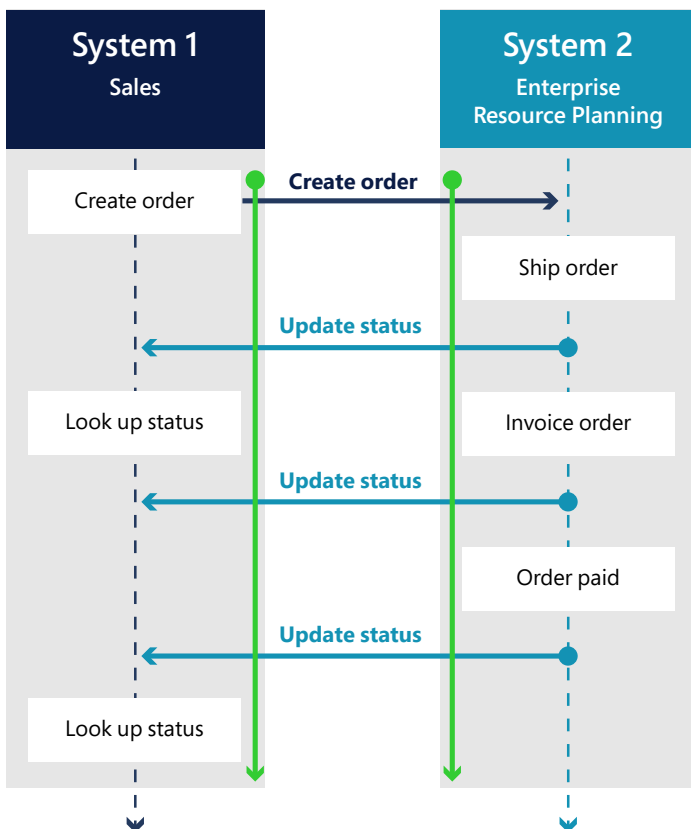 System 1
Sales
System 2
Enterprise
Resource Planning
Create order
Create order
Ship order
Update status
Look up status
Invoice order
Update status
Order paid
Update status
Look up status